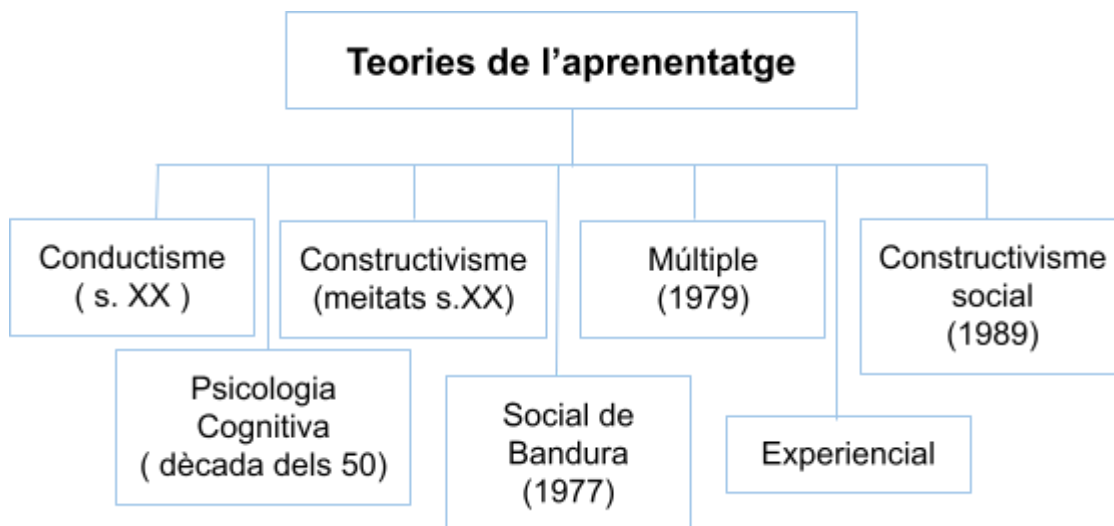 Teories de l’aprenentatge
Conductisme
( s. XX )
Psicologia
Cognitiva
( dècada dels 50)
Constructivisme
(meitats s.XX)
Social de
Bandura
(1977)
Múltiple
(1979)
Experiencial
Constructivisme
social
(1989)